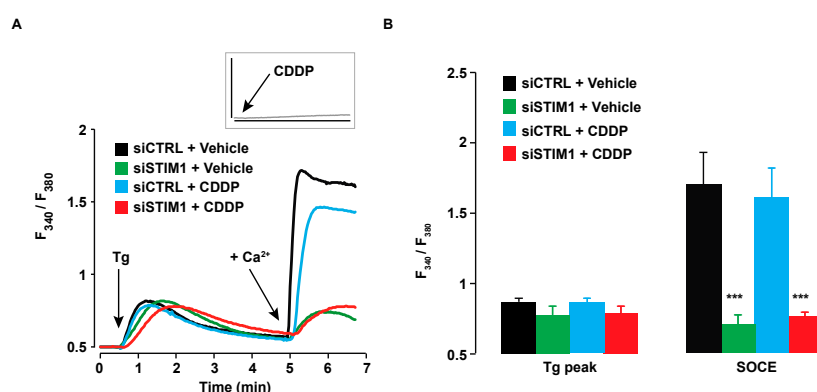 A
CDDP
siCTRL + Vehicle
siSTIM1 + Vehicle
siCTRL + CDDP
siSTIM1 + CDDP
F340 / F380
2
1.5
1
0.5
Tg
+ Ca²⁺
0 1 2 3 4 5 6 7
Time (min)
B
siCTRL + Vehicle
siSTIM1 + Vehicle
siCTRL + CDDP
siSTIM1 + CDDP
F340 / F380
2.5
2
1.5
1
0.5
*** ***
Tg peak SOCE